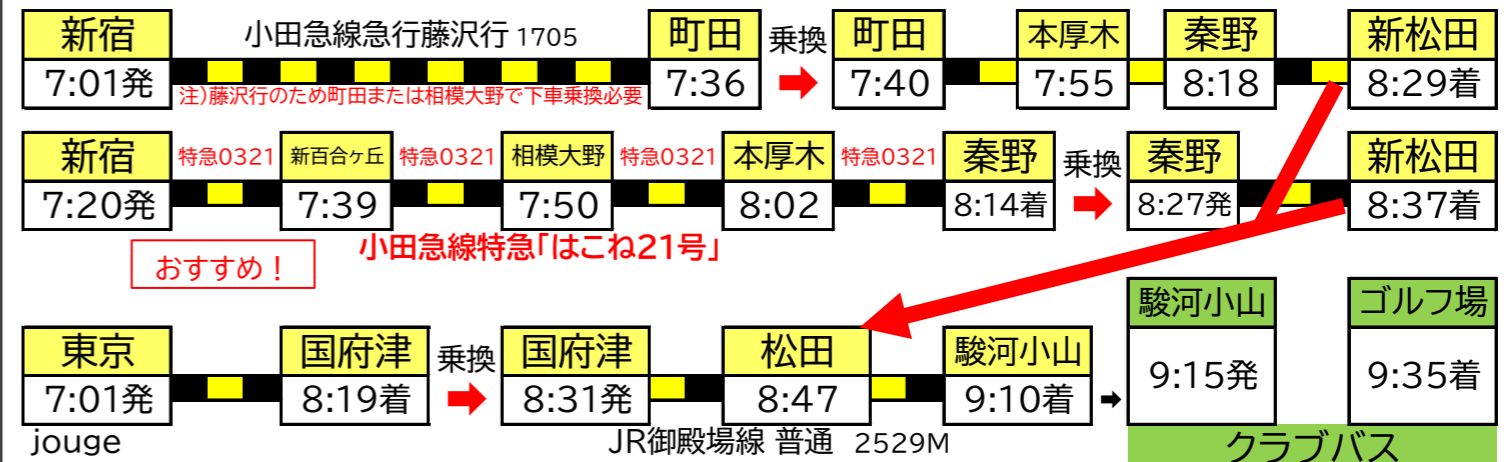 新宿 小田急線急行藤沢行 1705 町田 乗換 町田 本厚木 秦野 新松田
7:01発 注)藤沢行のため町田または相模大野で下車乗換必要 7:36 7:40 7:55 8:18 8:29着
新宿 特急0321 新百合ヶ丘 特急0321 相模大野 特急0321 本厚木 特急0321 秦野 乗換 秦野 新松田
7:20発 7:39 7:50 8:02 8:14着 8:27発 8:37着
おすすめ! 小田急線特急「はこね21号」
駿河小山 ゴルフ場
東京 国府津 乗換 国府津 松田 駿河小山
7:01発 8:19着 8:31発 8:47 9:10着 9:15発 9:35着
jouge JR御殿場線 普通 2529M クラブバス